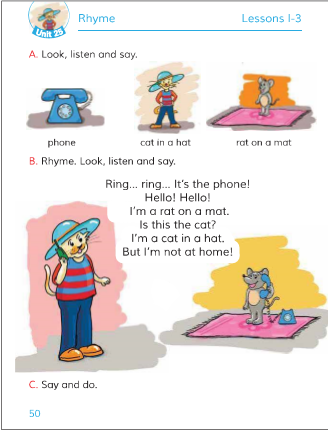 Rhyme
Lessons 1-3
Unit 25
A. Look, listen and say.
phone
cat in a hat
rat on a mat
B. Rhyme. Look, listen and say.
Ring... ring... It's the phone!
Hello! Hello!
I'm a rat on a mat.
Is this the cat?
I'm a cat in a hat,
But I'm not at home!
C. Say and do.
50